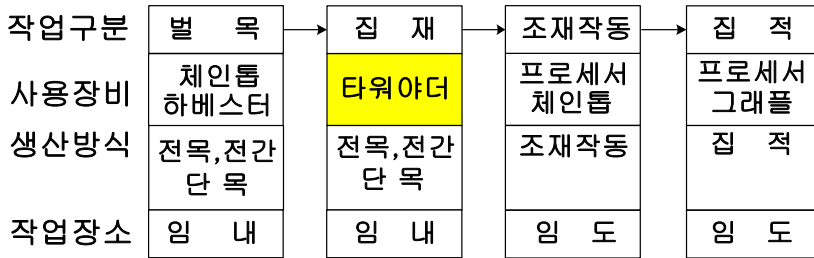 작업구분 벌 목 집 재 조재작동 집 적
사용장비 체인톱 하베스터 타워야더 프로세서 체인톱 프로세서 그래플
생산방식 전목,전간 단 목 전목,전간 단 목 조재작동 집 적
작업장소 임 내 임 내 임 도 임 도